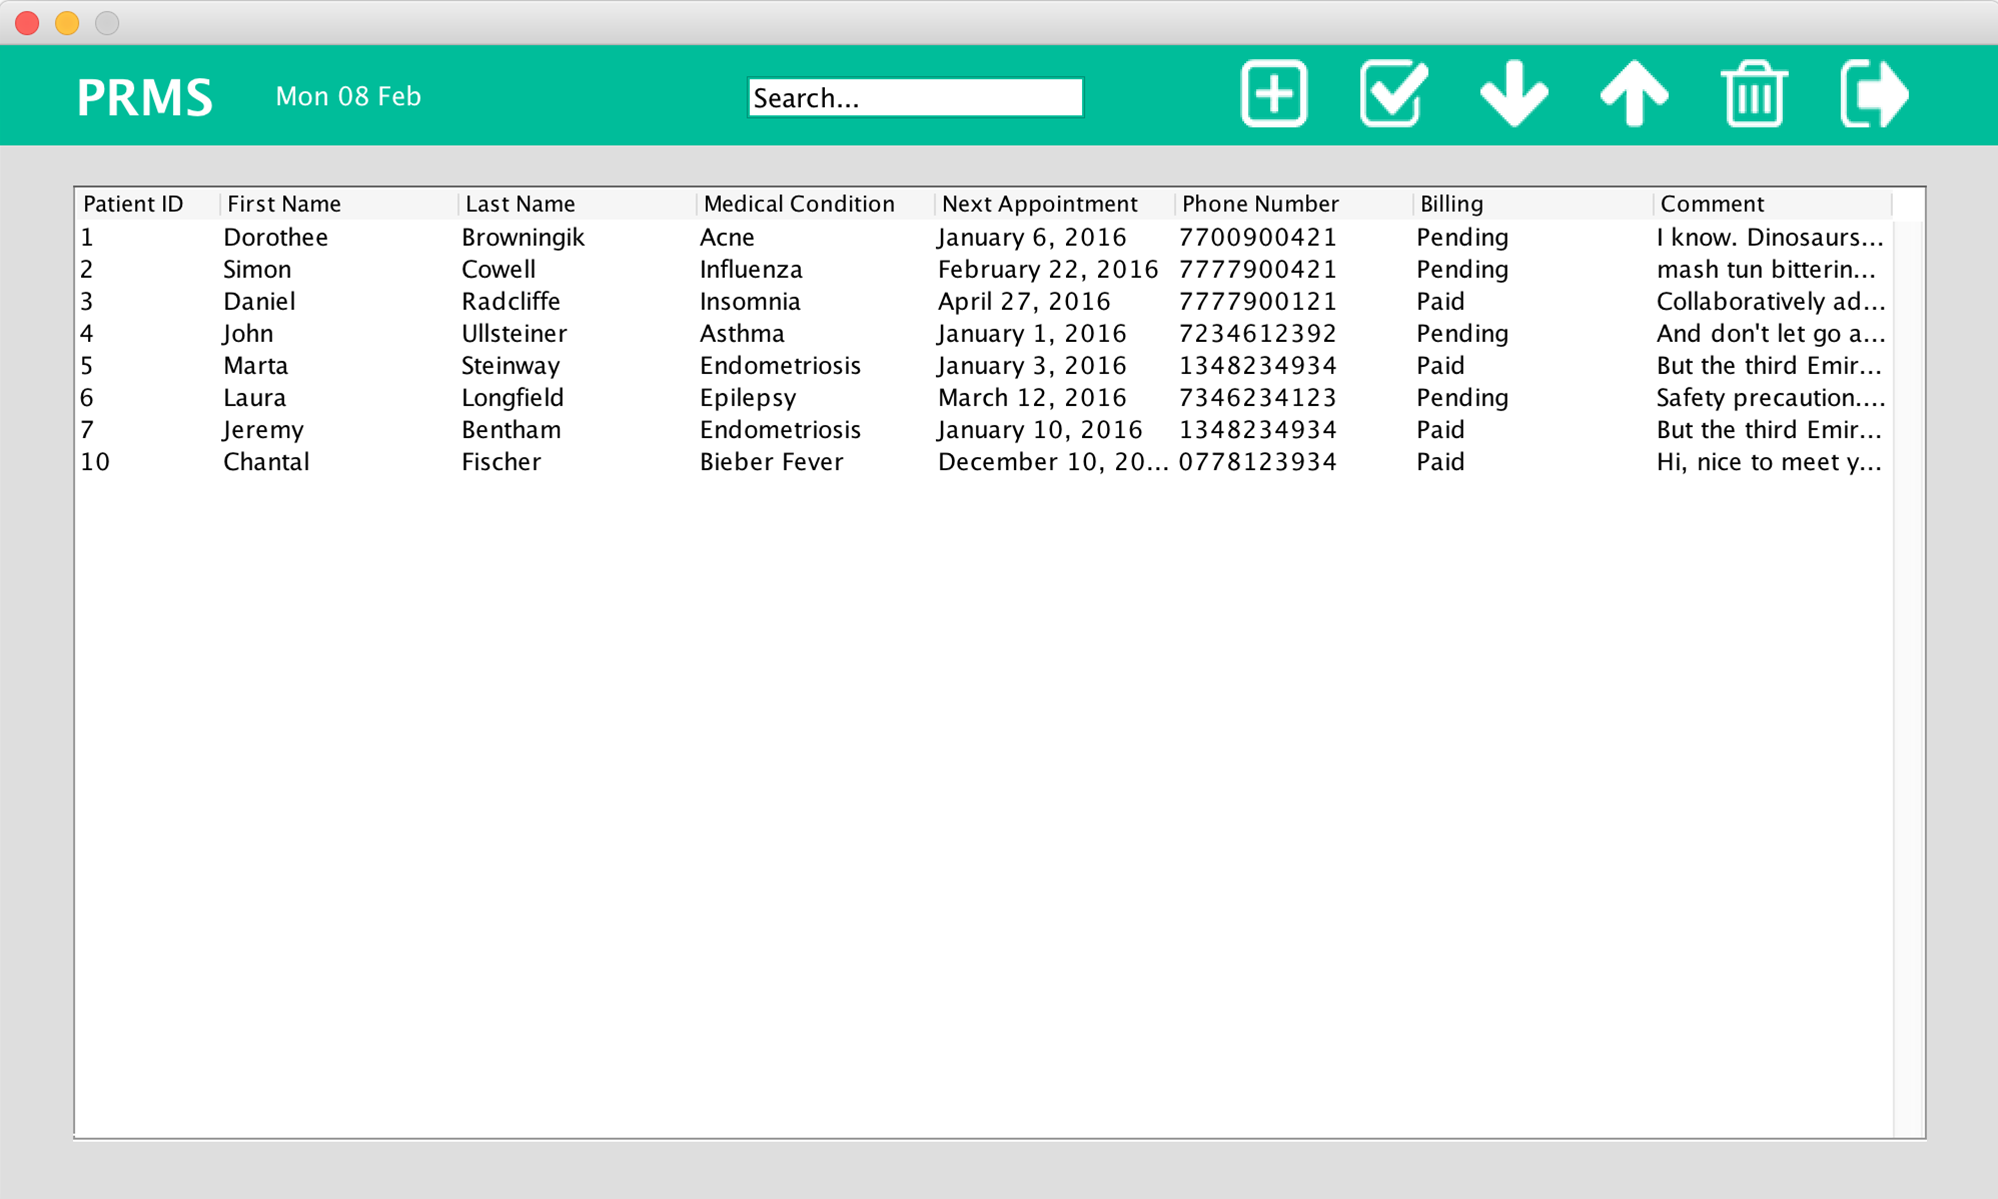 PRMS Mon 08 Feb Search...
Patient ID First Name Last Name Medical Condition Next Appointment Phone Number Billing Comment
1 Dorothee Browningik Acne January 6, 2016 7700900421 Pending I know. Dinosaurs...
2 Simon Cowell Influenza February 22, 2016 7777900421 Pending mash tun bitterin...
3 Daniel Radcliffe Insomnia April 27, 2016 7777900121 Paid Collaboratively ad...
4 John Ullsteiner Asthma January 1, 2016 7234612392 Pending And don't let go a...
5 Marta Steinway Endometriosis January 3, 2016 1348234934 Paid But the third Emir...
6 Laura Longfield Epilepsy March 12, 2016 7346234123 Pending Safety precaution....
7 Jeremy Bentham Endometriosis January 10, 2016 1348234934 Paid But the third Emir...
10 Chantal Fischer Bieber Fever December 10, 20... 0778123934 Paid Hi, nice to meet y...